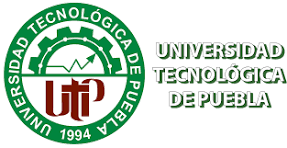 UNIVERSIDAD TECNOLÓGICA DE PUEBLA
1994
UTP
UNIVERSIDAD
TECNOLÓGICA
DE PUEBLA